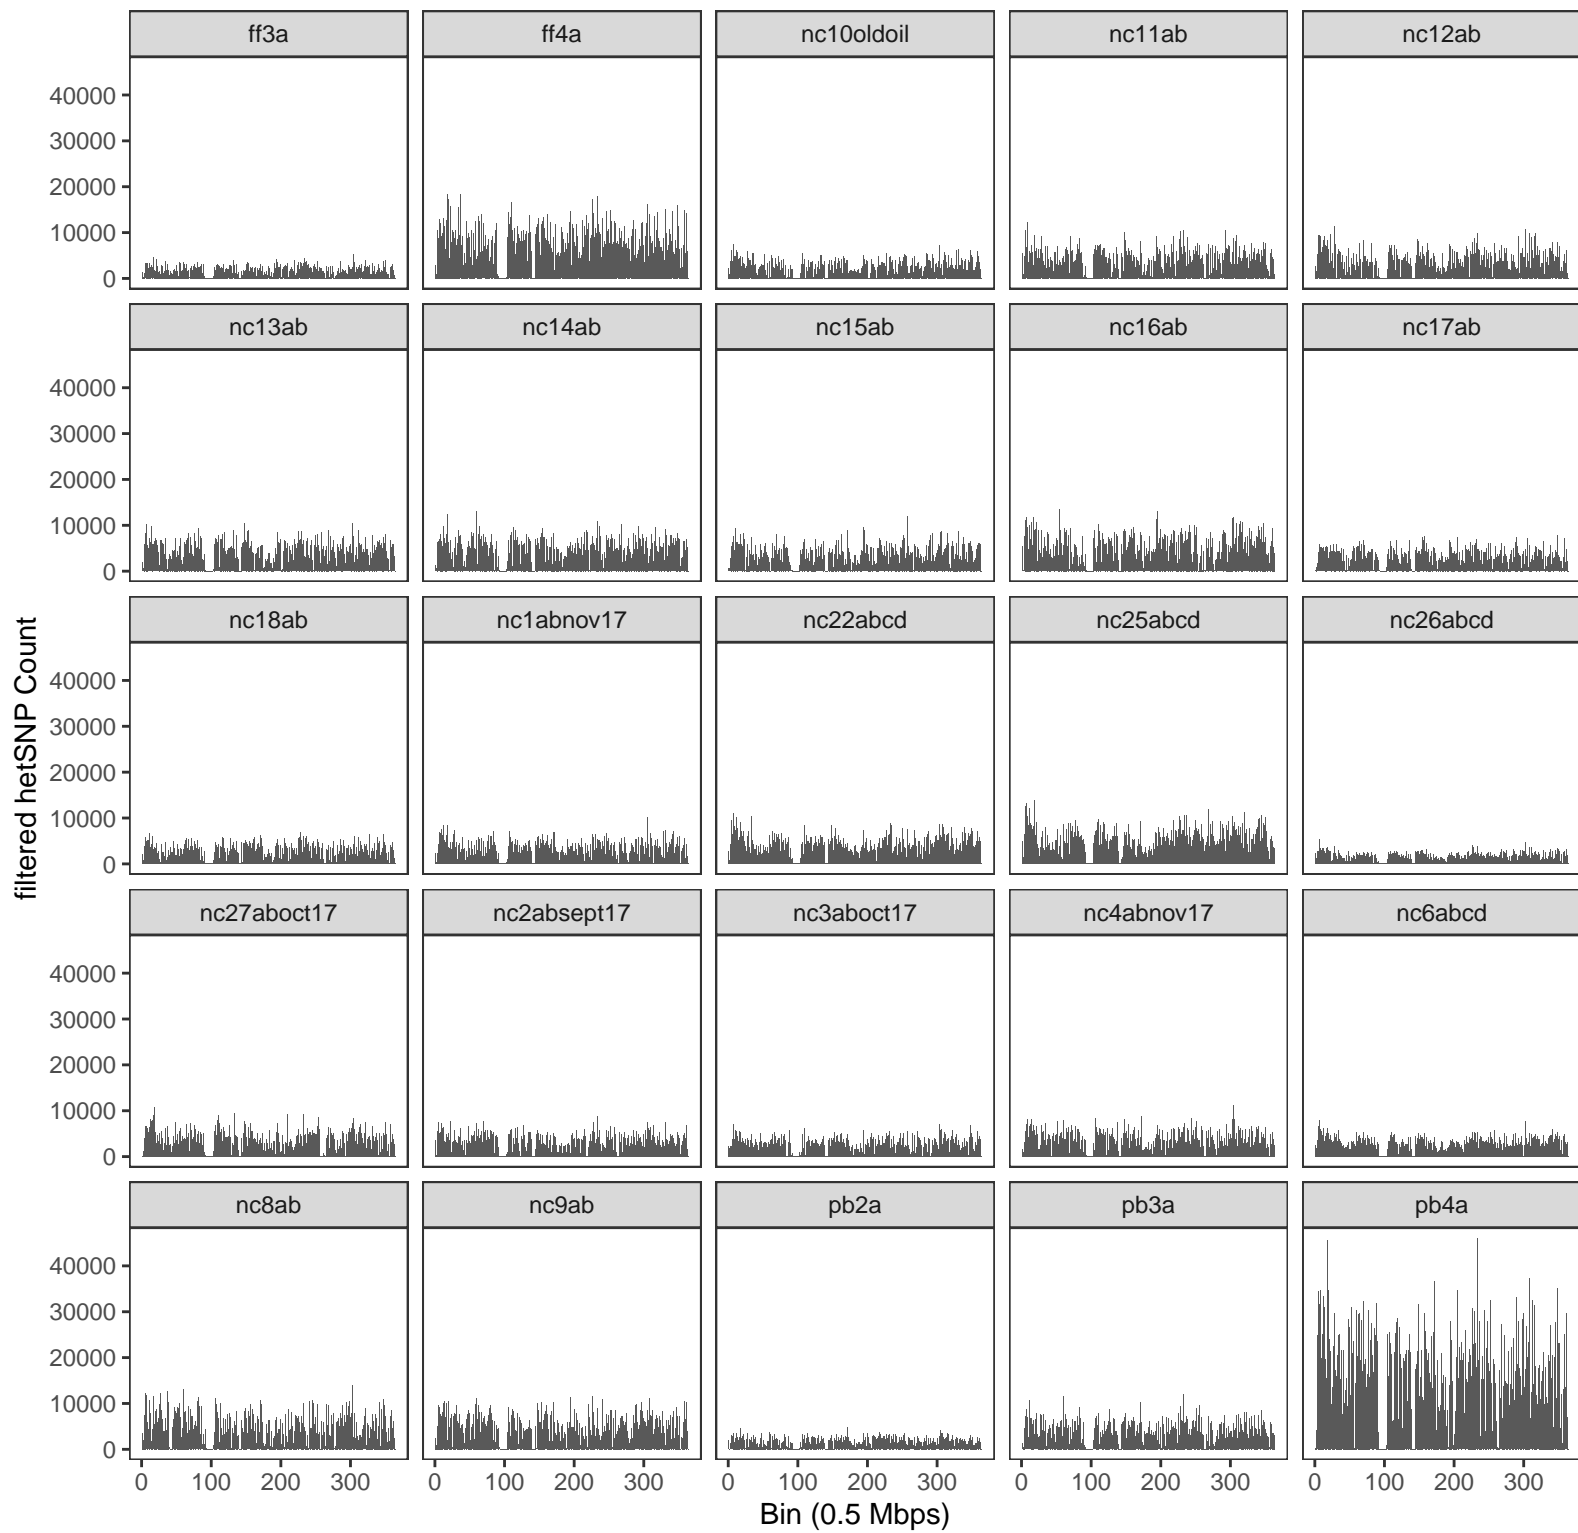 ff3a
ff4a
nc10oldoil
nc11ab
nc12ab
40000
30000
20000
10000
0
nc13ab
nc14ab
nc15ab
nc16ab
nc17ab
40000
30000
20000
10000
0
nc18ab
nc1abnov17
nc22abcd
nc25abcd
nc26abcd
40000
30000
20000
10000
0
filtered hetSNP Count
nc27aboct17
nc2absept17
nc3aboct17
nc4abnov17
nc6abcd
40000
30000
20000
10000
0
nc8ab
nc9ab
pb2a
pb3a
pb4a
40000
30000
20000
10000
0
0 100 200 300
0 100 200 300
0 100 200 300
0 100 200 300
0 100 200 300
Bin (0.5 Mbps)